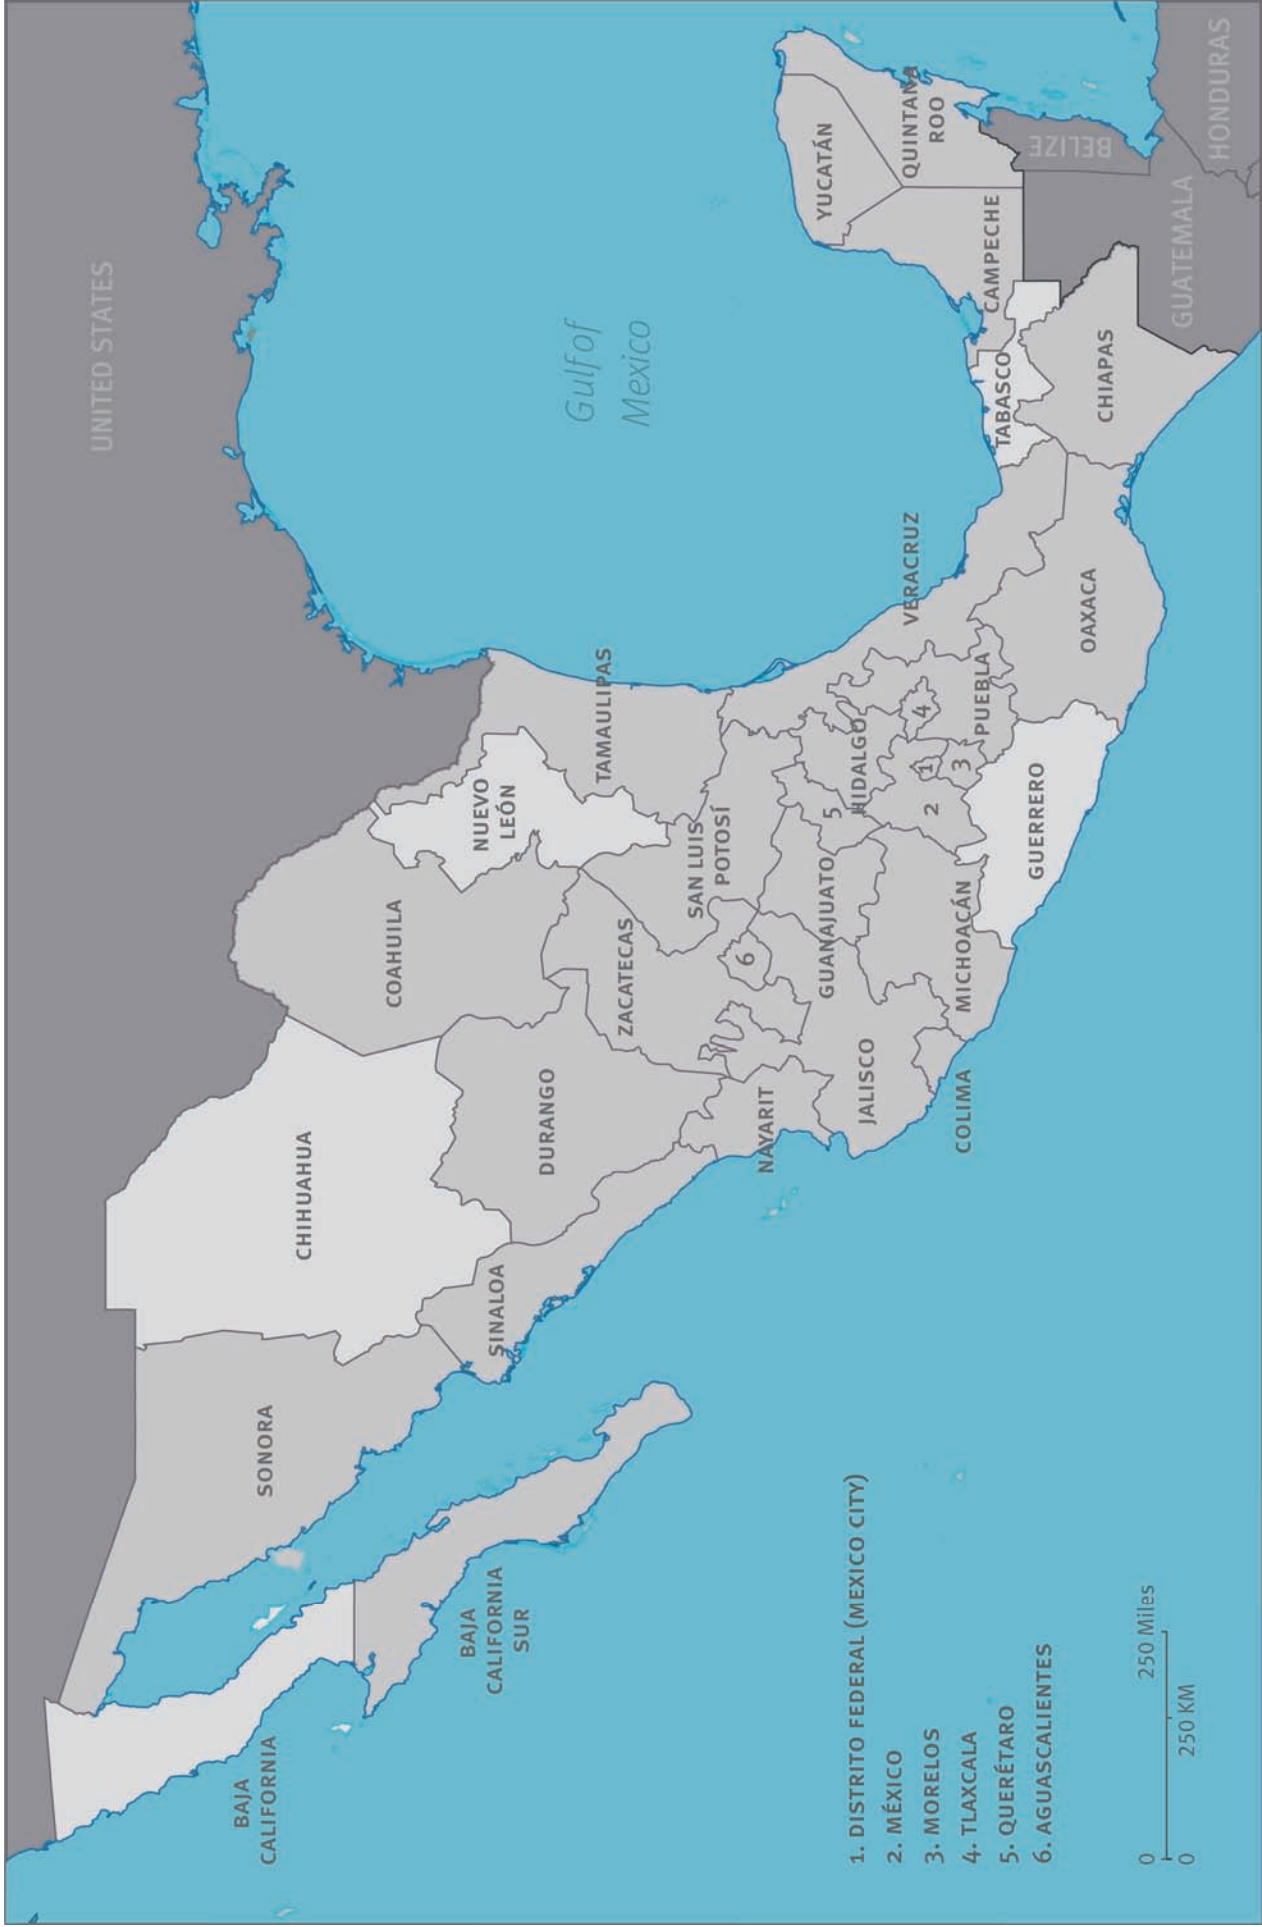 UNITED STATES
Gulf of
Mexico
BAJA
CALIFORNIA
BAJA
CALIFORNIA
SUR
SONORA
CHIHUAHUA
SINALOA
COAHUILA
DURANGO
NUEVO
LEÓN
TAMAULIPAS
ZACATECAS
SAN LUIS
POTOSÍ
NAYARIT
6
JALISCO
GUANAJUATO
5
HIDALGO
COLIMA
MICHOACÁN
2
1
3
4
PUEBLA
VERACRUZ
GUERRERO
OAXACA
TABASCO
CHIAPAS
CAMPECHE
YUCATÁN
QUINTANA
ROO
BELIZE
GUATEMALA
HONDURAS
1. DISTRITO FEDERAL (MEXICO CITY)
2. MÉXICO
3. MORELOS
4. TLAXCALA
5. QUERÉTARO
6. AGUASCALIENTES
0 250 Miles
0 250 KM